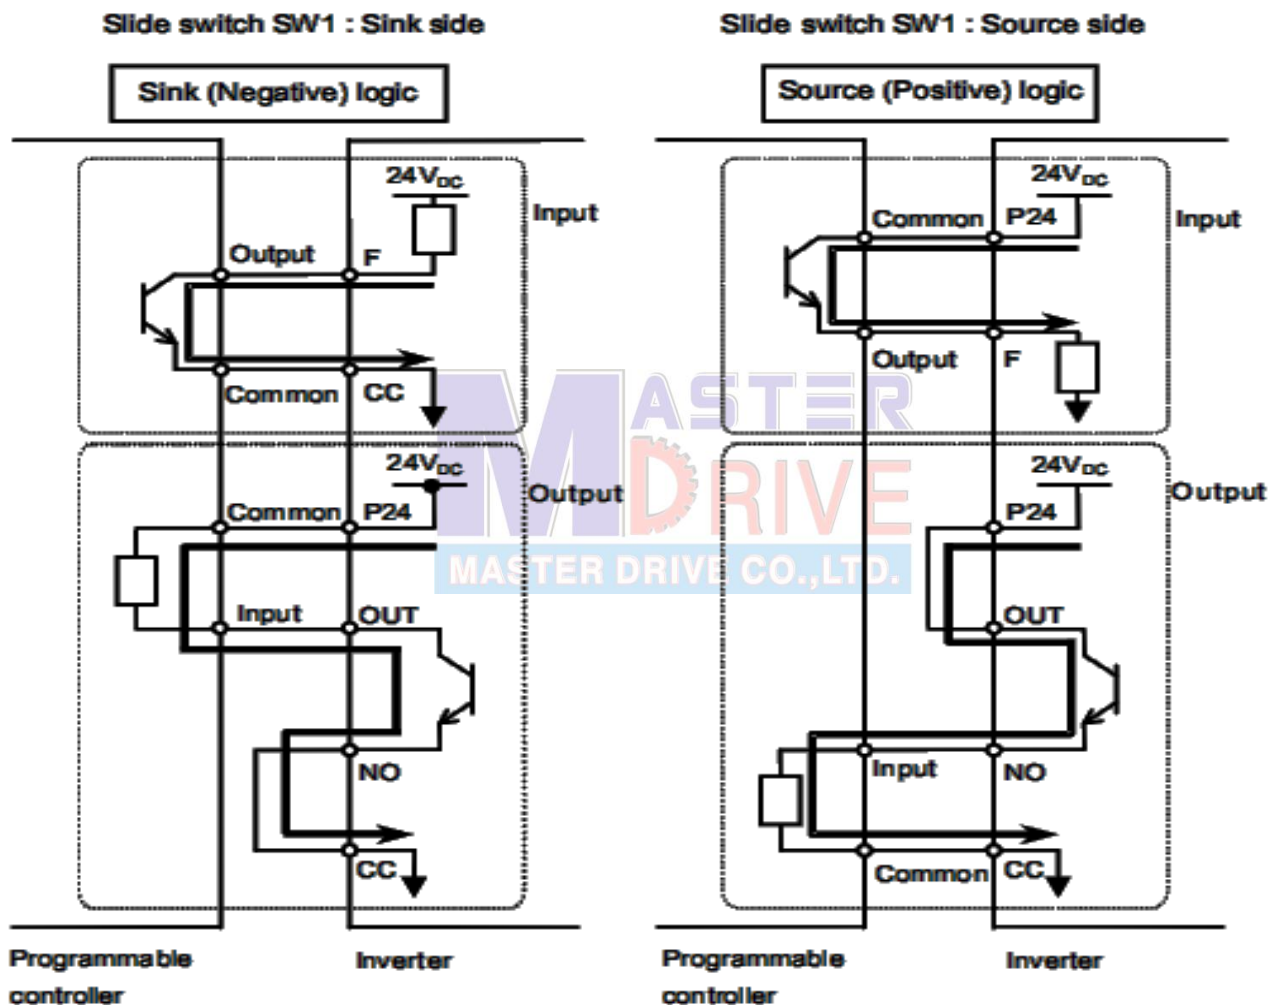 Slide switch SW1 : Sink side
Sink (Negative) logic
24VDC
Input
Output
F
Common
CC
24VDC
Output
Common
P24
Input
OUT
NO
CC
Programmable
controller
Inverter
Slide switch SW1 : Source side
Source (Positive) logic
24VDC
Common
P24
Input
Output
F
24VDC
Output
P24
OUT
Input
NO
Common
CC
Programmable
controller
Inverter
MASTER
DRIVE
MASTER DRIVE CO.,LTD.